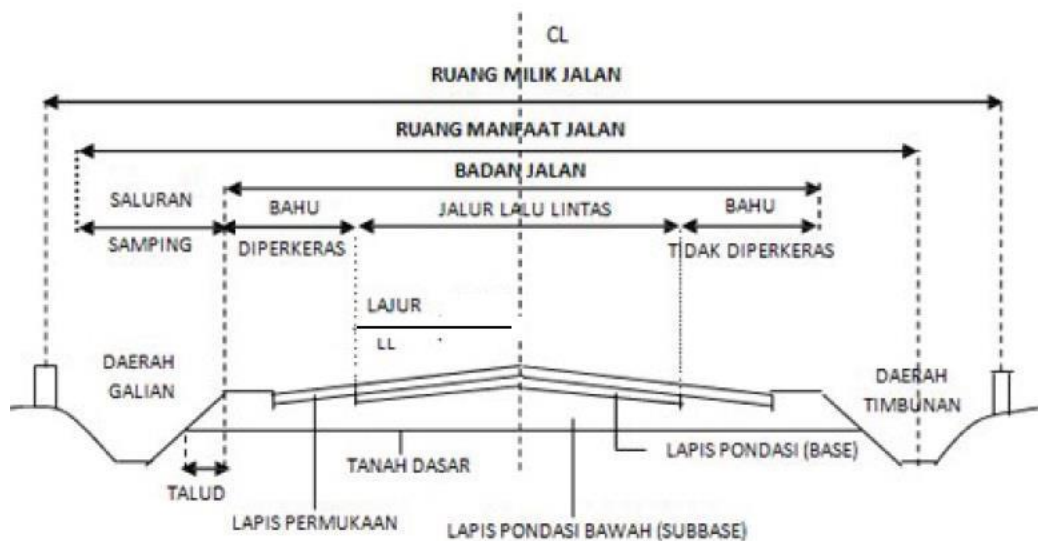 CL
RUANG MILIK JALAN
RUANG MANFAAT JALAN
BADAN JALAN
SALURAN
SAMPING
BAHU
DIPERKERAS
JALUR LALU LINTAS
BAHU
TIDAK DIPERKERAS
LAJUR
LL
DAERAH
GALIAN
DAERAH
TIMBUNAN
TALUD
TANAH DASAR
LAPIS PONDASI (BASE)
LAPIS PERMUKAAN
LAPIS PONDASI BAWAH (SUBBASE)